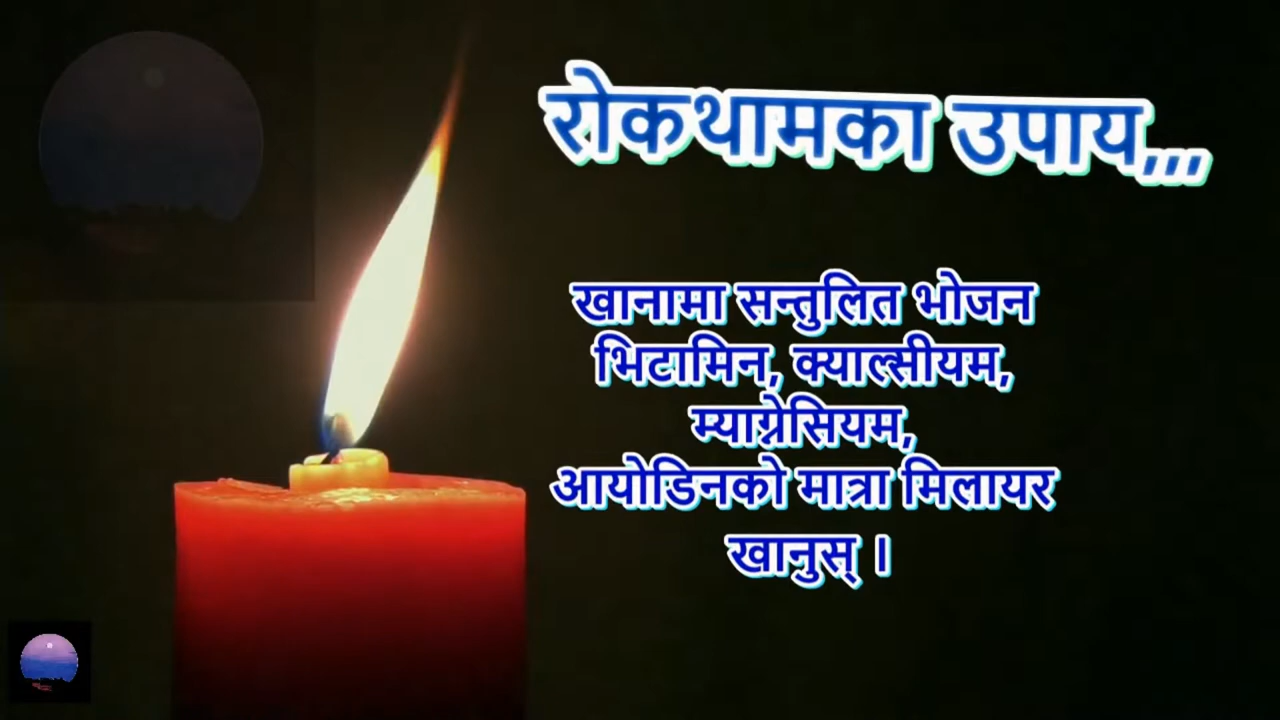 रोकथामका उपाय,,,
खानामा सन्तुलित भोजन
भिटामिन, क्याल्सीयम,
म्याग्नेसियम,
आयोडिनको मात्रा मिलायर
खानुस् ।